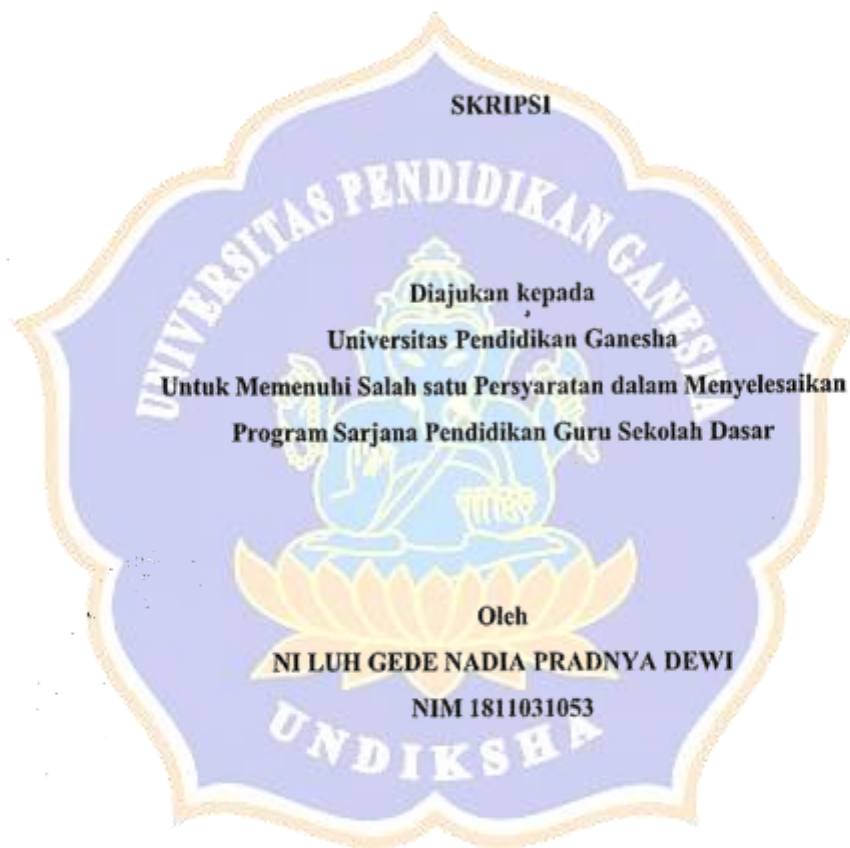 SKRIPSI
UNIVERSITAS PENDIDIKAN GANESHA
Diajukan kepada
Universitas Pendidikan Ganesha
Untuk Memenuhi Salah satu Persyaratan dalam Menyelesaikan
Program Sarjana Pendidikan Guru Sekolah Dasar
Oleh
NI LUH GEDE NADIA PRADNYA DEWI
NIM 1811031053
UNDIKSHA